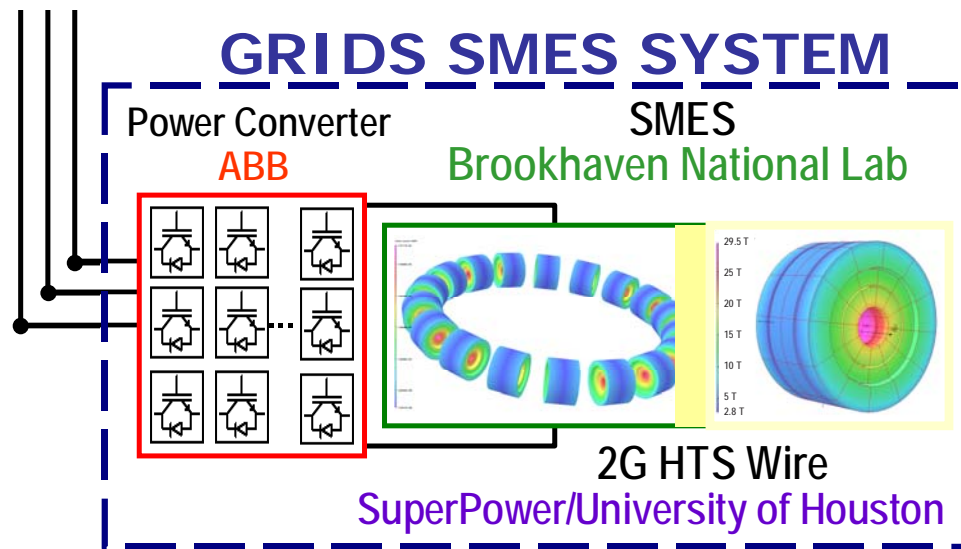 GRIDS SMES SYSTEM
Power Converter
ABB
SMES
Brookhaven National Lab
29.5 T
25 T
20 T
15 T
10 T
5 T
2.8 T
2G HTS Wire
SuperPower/University of Houston